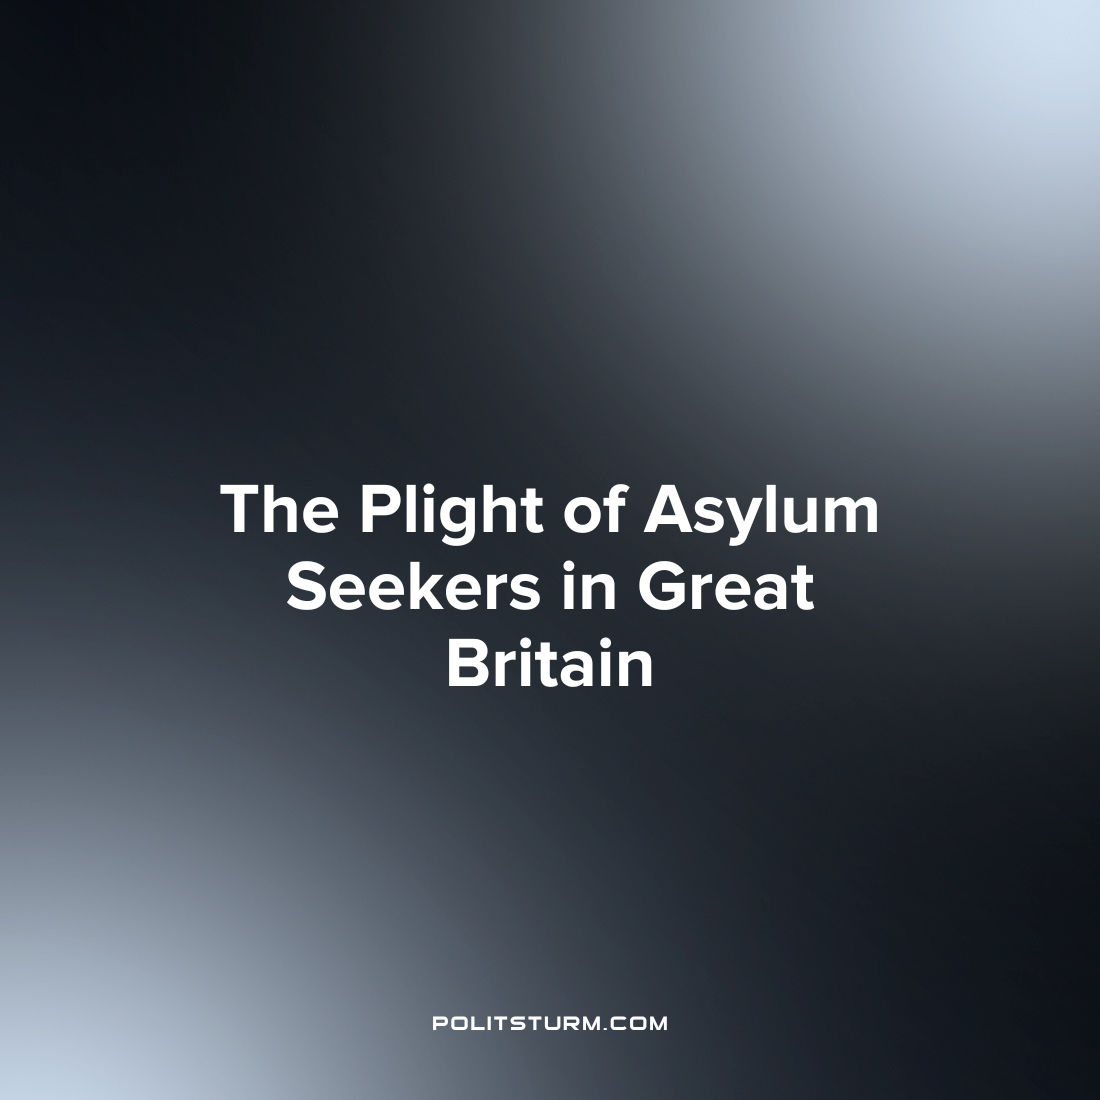 The Plight of Asylum
Seekers in Great
Britain
POLITSTURM.COM